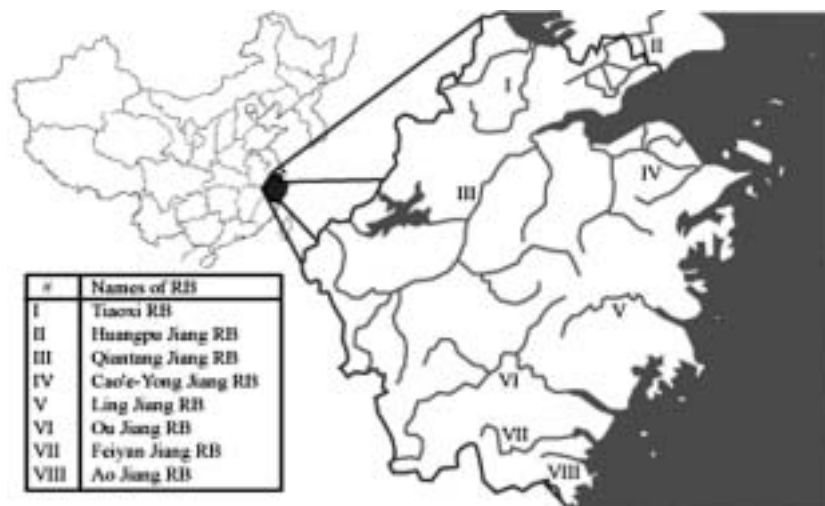 II
I
IV
III
V
VI
VII
VIII
# Names of RB
I Tiaoxi RB
II Huangpu Jiang RB
III Qiantang Jiang RB
IV Cao'e-Yong Jiang RB
V Ling Jiang RB
VI Ou Jiang RB
VII Feiyun Jiang RB
VIII Ao Jiang RB